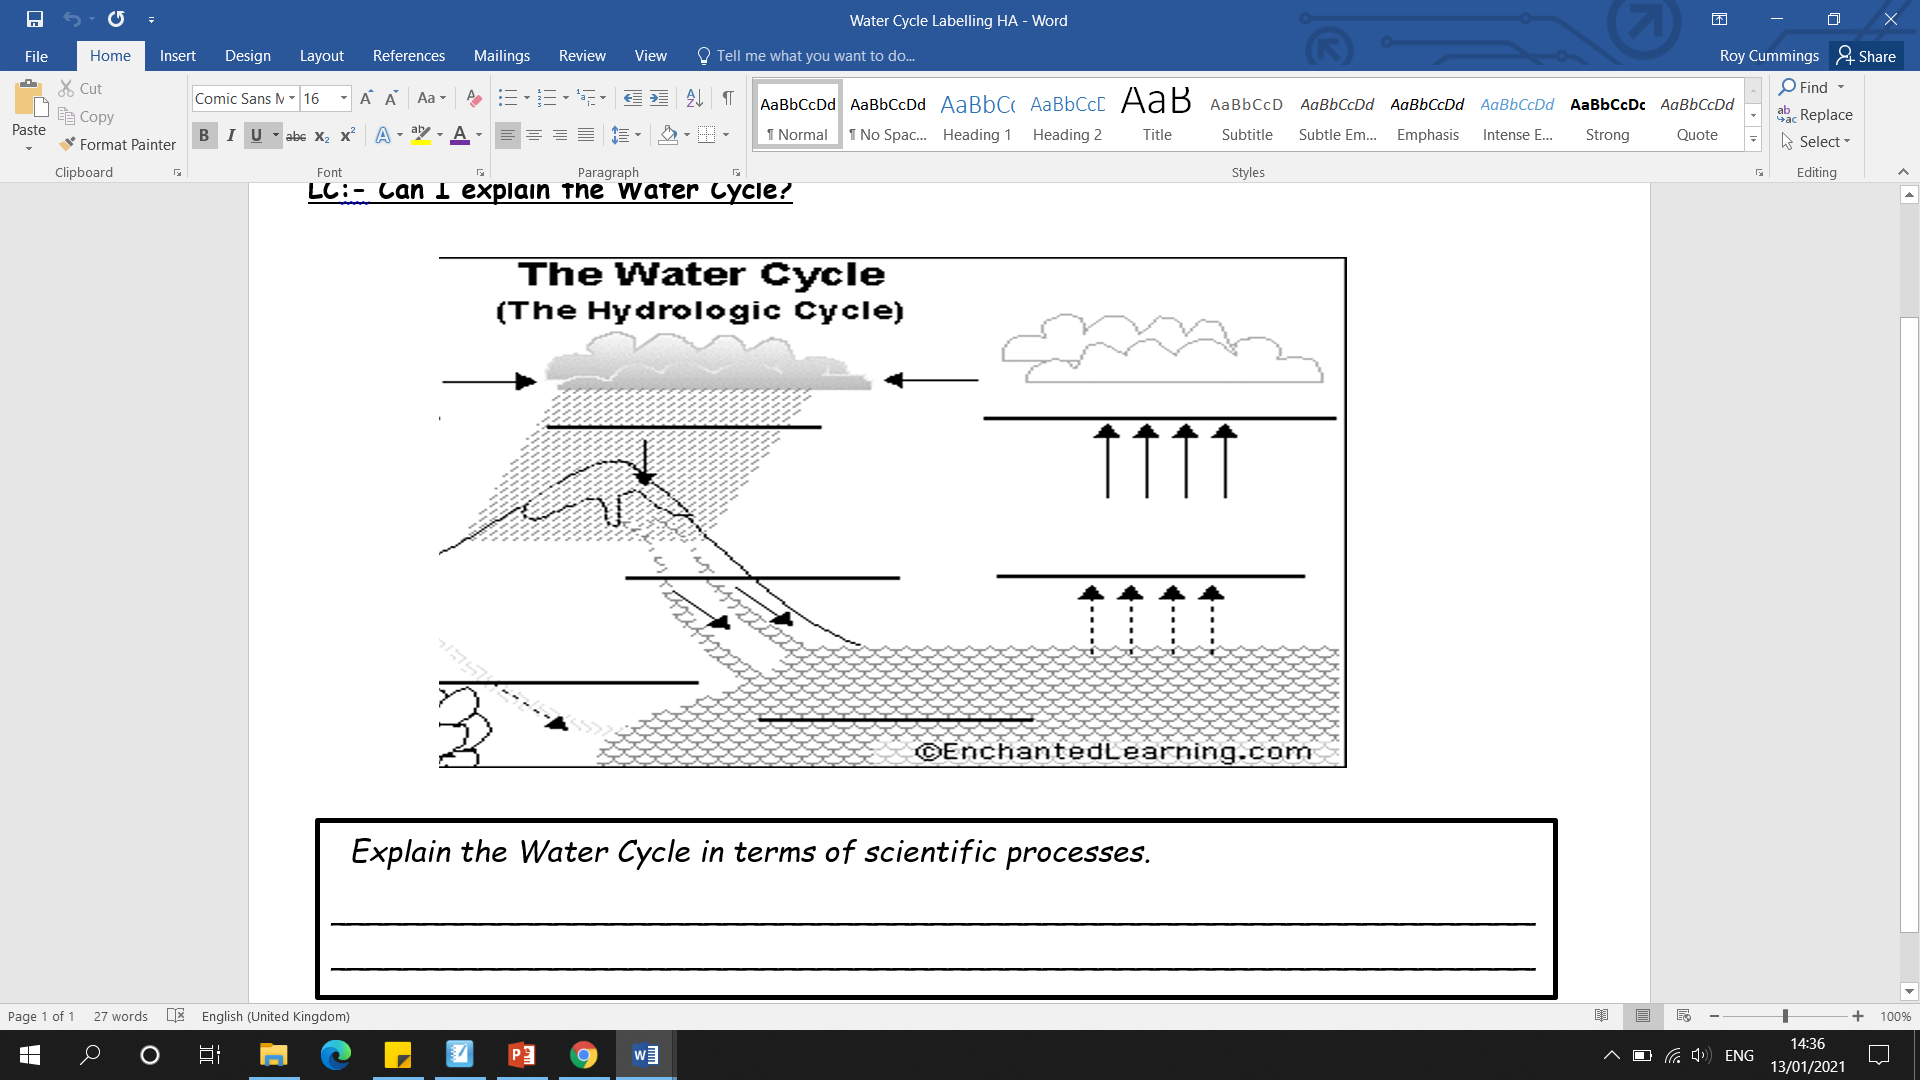 Water Cycle Labelling HA - Word
File Home Insert Design Layout References Mailings Review View Tell me what you want to do... Roy Cummings Share
Paste
Cut
Copy
Format Painter
Clipboard
Comic Sans M 16
Font
Paragraph
AaBbCcDd AaBbCcDd AaBbC AaBbCcD AaB AaBbCcD AaBbCcDd AaBbCcDd AaBbCcDd AaBbCcDc AaBbCcDd
¶ Normal ¶ No Spac... Heading 1 Heading 2 Title Subtitle Subtle Em... Emphasis Intense E... Strong Quote
Styles
Find
Replace
Select
Editing
LC:- Can I explain the Water Cycle?
The Water Cycle
(The Hydrologic Cycle)
©EnchantedLearning.com
Explain the Water Cycle in terms of scientific processes.
Page 1 of 1 27 words English (United Kingdom) 100%
ENG
14:36
13/01/2021